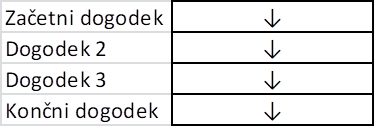 Začetni dogodek ↓
Dogodek 2 ↓
Dogodek 3 ↓
Končni dogodek ↓